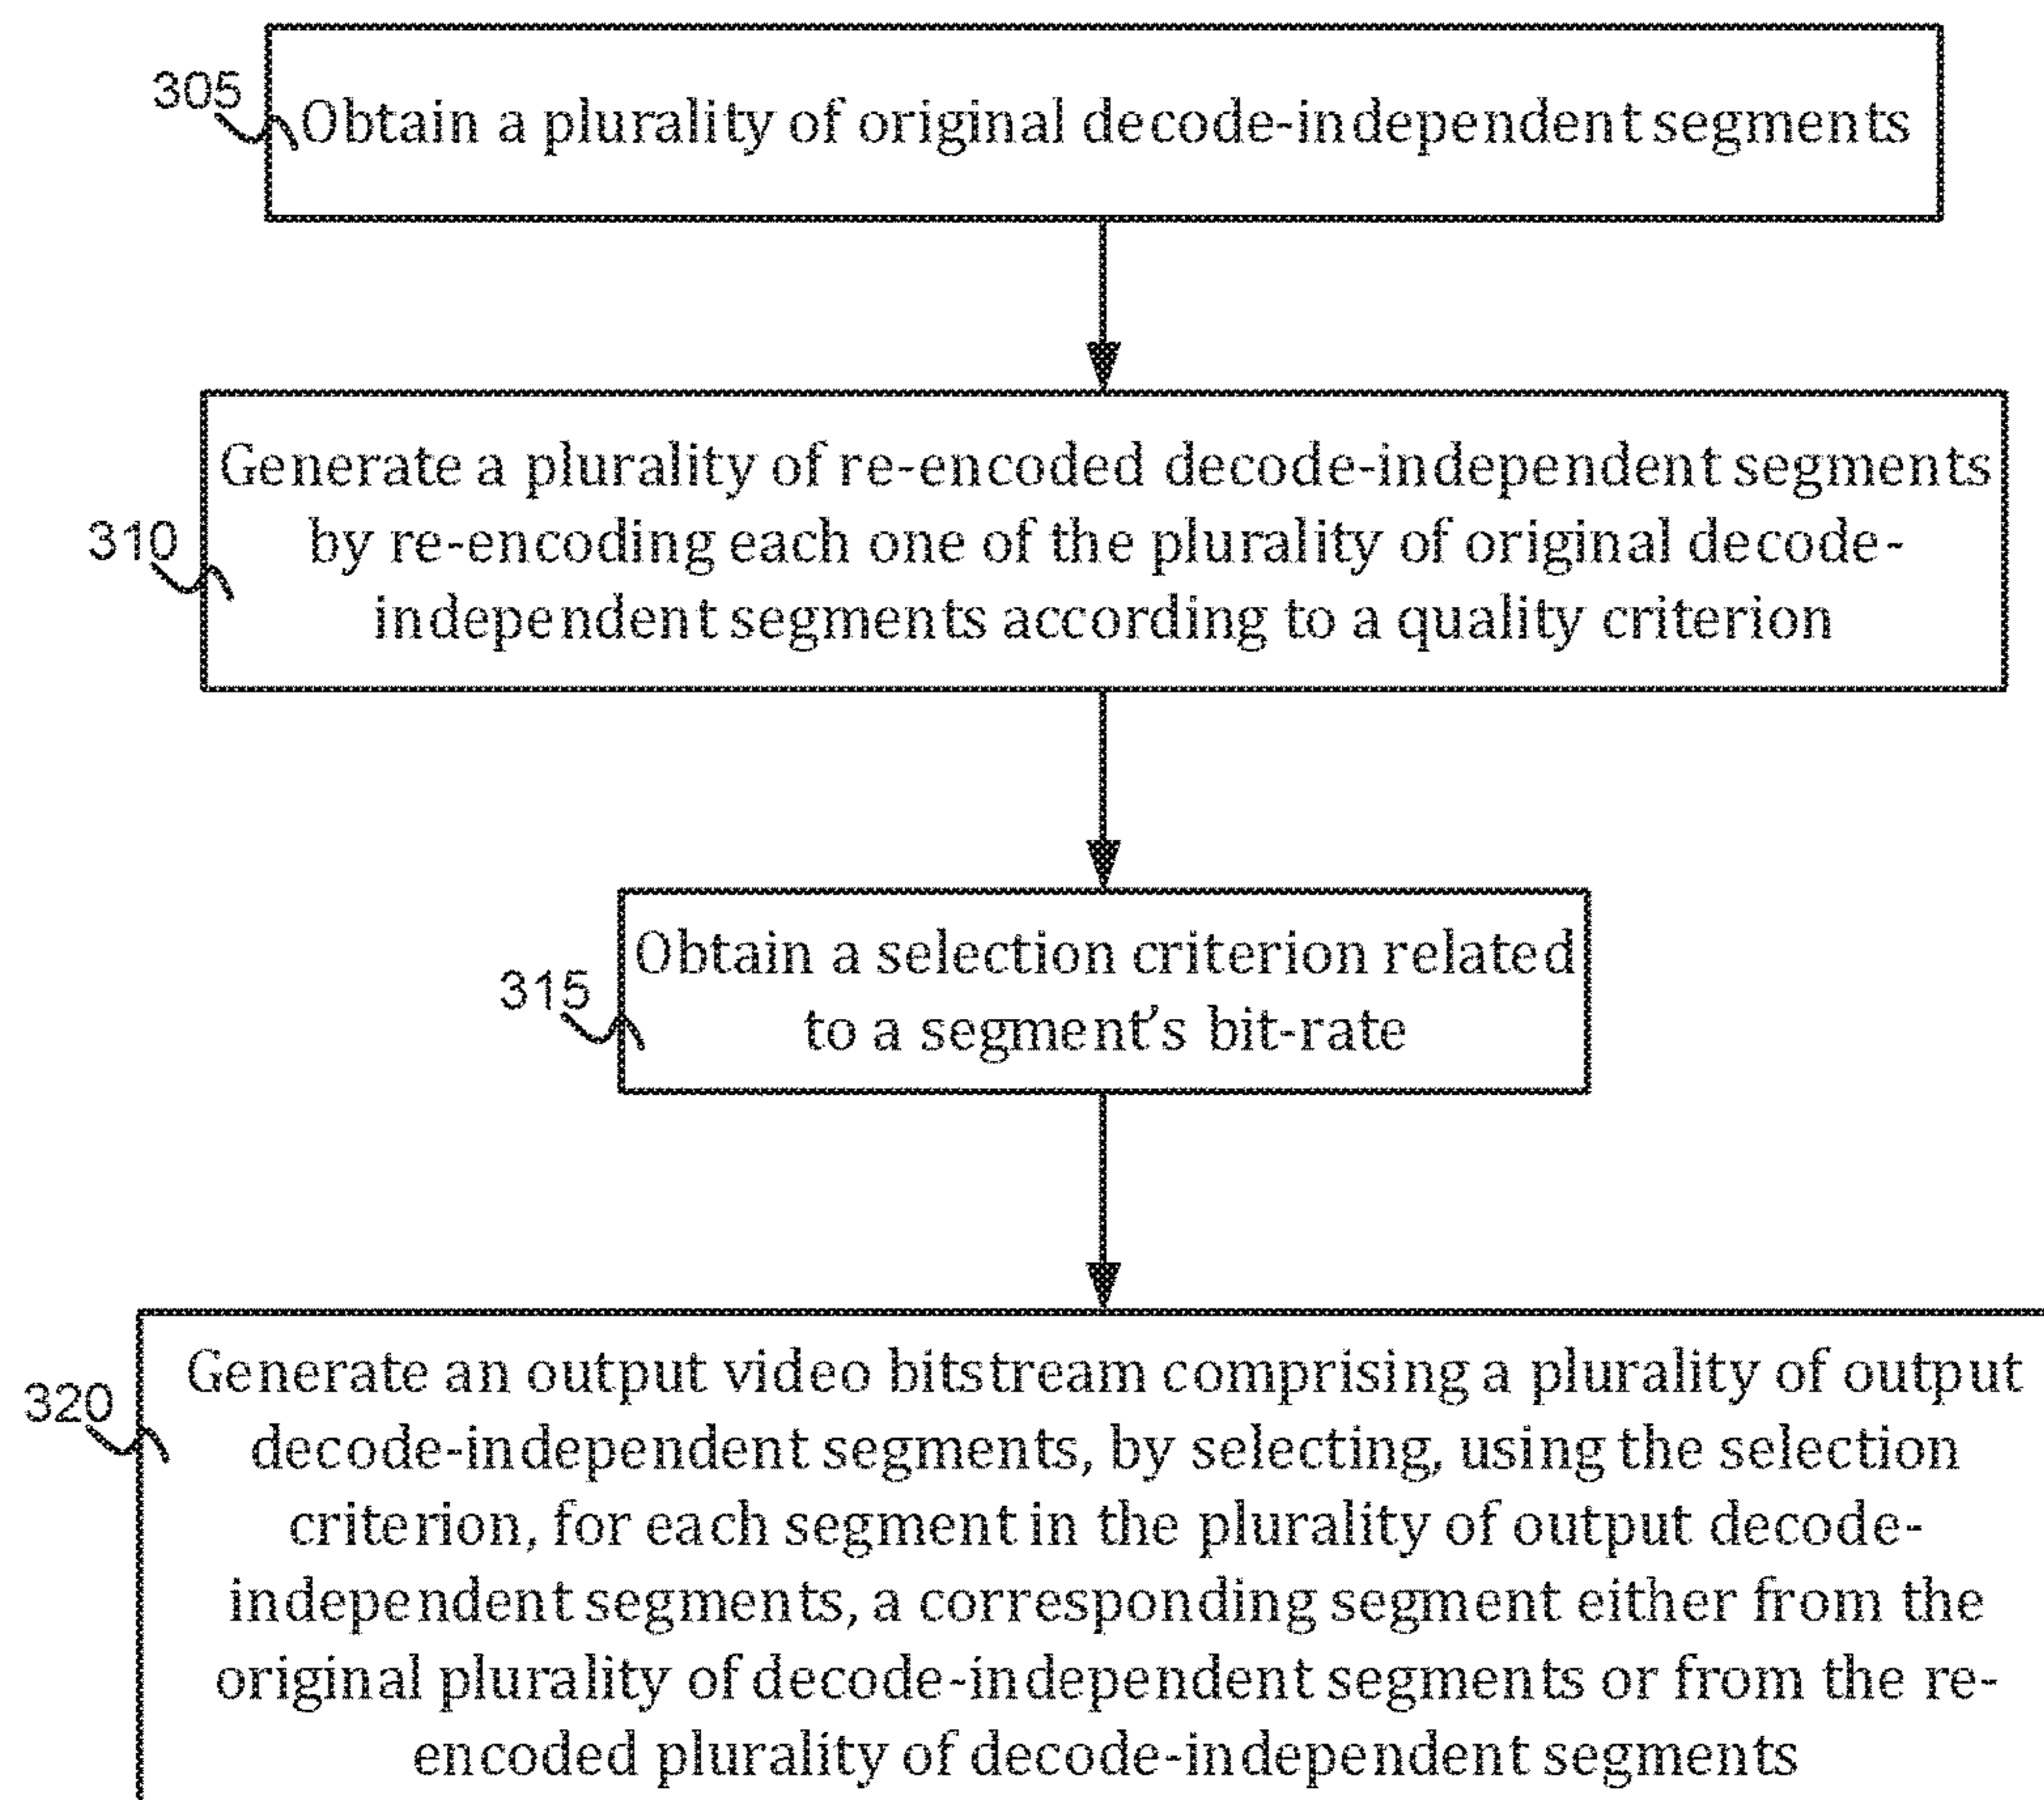 305
Obtain a plurality of original decode-independent segments
310
Generate a plurality of re-encoded decode-independent segments
by re-encoding each one of the plurality of original decode-
independent segments according to a quality criterion
315
Obtain a selection criterion related
to a segment’s bit-rate
320
Generate an output video bitstream comprising a plurality of output
decode-independent segments, by selecting, using the selection
criterion, for each segment in the plurality of output decode-
independent segments, a corresponding segment either from the
original plurality of decode-independent segments or from the re-
encoded plurality of decode-independent segments